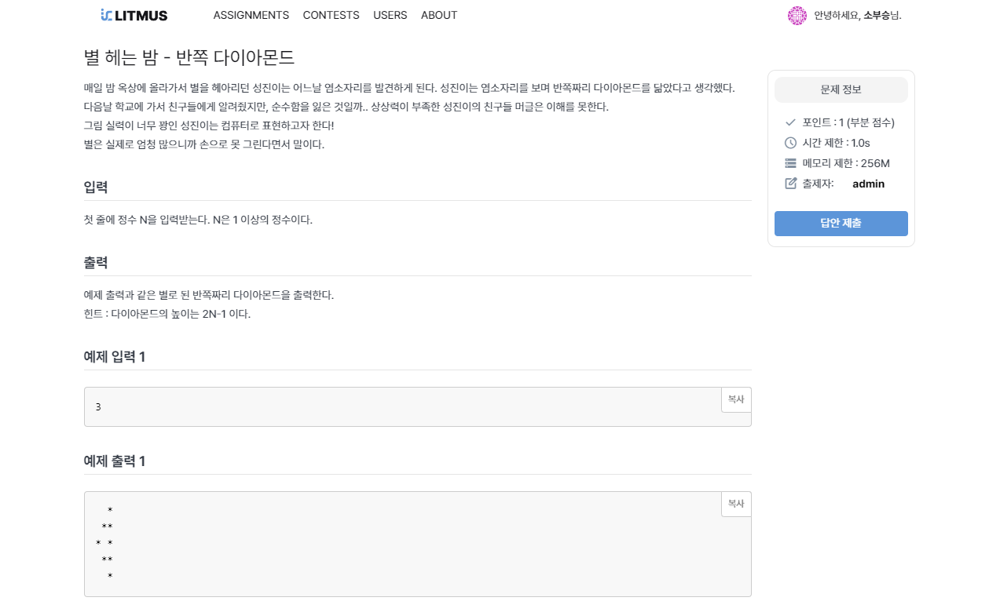 LITMUS ASSIGNMENTS CONTESTS USERS ABOUT 안녕하세요, 소부승님.
별 헤는 밤 - 반쪽 다이아몬드
매일 밤 옥상에 올라가서 별을 헤아리던 성진이는 어느날 염소자리를 발견하게 된다. 성진이는 염소자리를 보며 반쪽짜리 다이아몬드를 닮았다고 생각했다.
다음날 학교에 가서 친구들에게 알려줬지만, 순수함을 잃은 것일까.. 상상력이 부족한 성진이의 친구들 머글은 이해를 못한다.
그림 실력이 너무 꽝인 성진이는 컴퓨터로 표현하고자 한다!
별은 실제로 엄청 많으니까 손으로 못 그린다면서 말이다.
입력
첫 줄에 정수 N을 입력받는다. N은 1 이상의 정수이다.
출력
예제 출력과 같은 별로 된 반쪽짜리 다이아몬드을 출력한다.
힌트 : 다이아몬드의 높이는 2N-1 이다.
예제 입력 1
복사
3
예제 출력 1
복사
  *
 **
* *
 **
  *
문제 정보
포인트 : 1 (부분 점수)
시간 제한 : 1.0s
메모리 제한 : 256M
출제자: admin
답안 제출